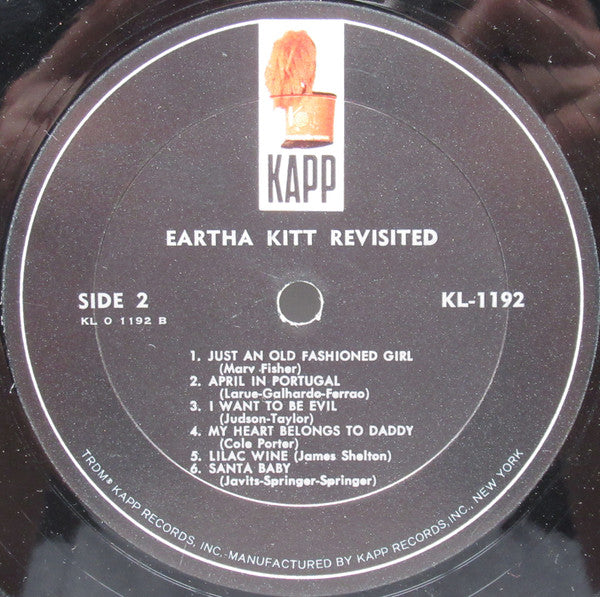 KAPP
EARTHA KITT REVISITED
SIDE 2
KL O 1192 B
KL-1192
1. JUST AN OLD FASHIONED GIRL
(Marv Fisher)
2. APRIL IN PORTUGAL
(Larue-Galhardo-Ferrao)
3. I WANT TO BE EVIL
(Judson-Taylor)
4. MY HEART BELONGS TO DADDY
(Cole Porter)
5. LILAC WINE (James Shelton)
6. SANTA BABY
(Javits-Springer-Springer)
TRDM® KAPP RECORDS, INC. MANUFACTURED BY KAPP RECORDS, INC., NEW YORK